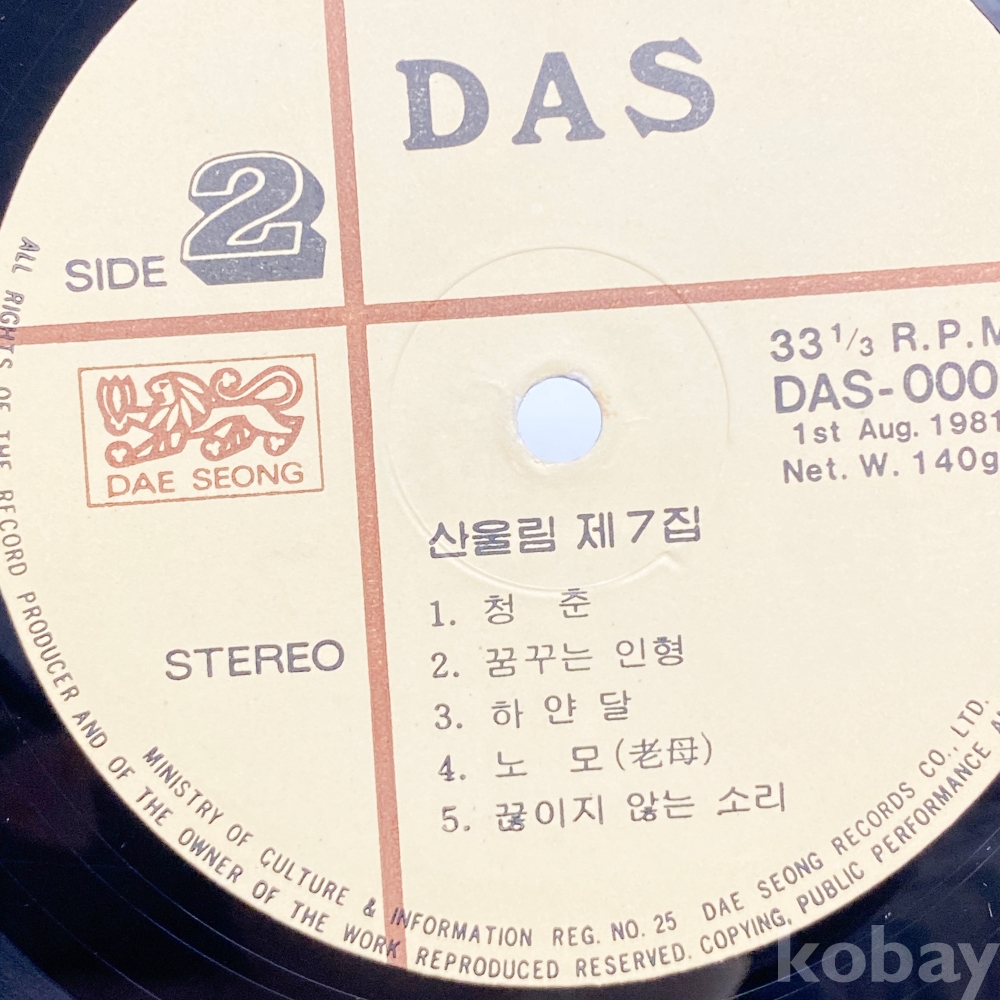 DAS
SIDE 2
33 1/3 R.P.M
DAS-000
1st Aug. 1981
Net. W. 140g
DAE SEONG
산울림 제7집
1. 청 춘
2. 꿈꾸는 인형
3. 하얀 달
4. 노 모(老母)
5. 끊이지 않는 소리
STEREO
ALL RIGHTS OF THE RECORD PRODUCER AND OF THE OWNER OF THE WORK REPRODUCED RESERVED. COPYING, PUBLIC PERFORMANCE
MINISTRY OF CULTURE & INFORMATION REG. NO. 25 DAE SEONG RECORDS CO., LTD.
kobay